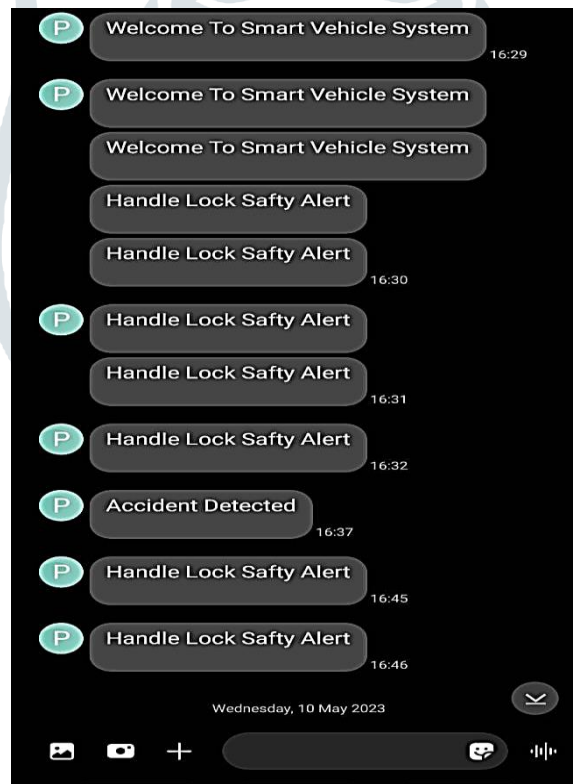 P Welcome To Smart Vehicle System
16:29
P Welcome To Smart Vehicle System
Welcome To Smart Vehicle System
Handle Lock Safty Alert
Handle Lock Safty Alert
16:30
P Handle Lock Safty Alert
Handle Lock Safty Alert
16:31
P Handle Lock Safty Alert
16:32
P Accident Detected
16:37
P Handle Lock Safty Alert
16:45
P Handle Lock Safty Alert
16:46
Wednesday, 10 May 2023